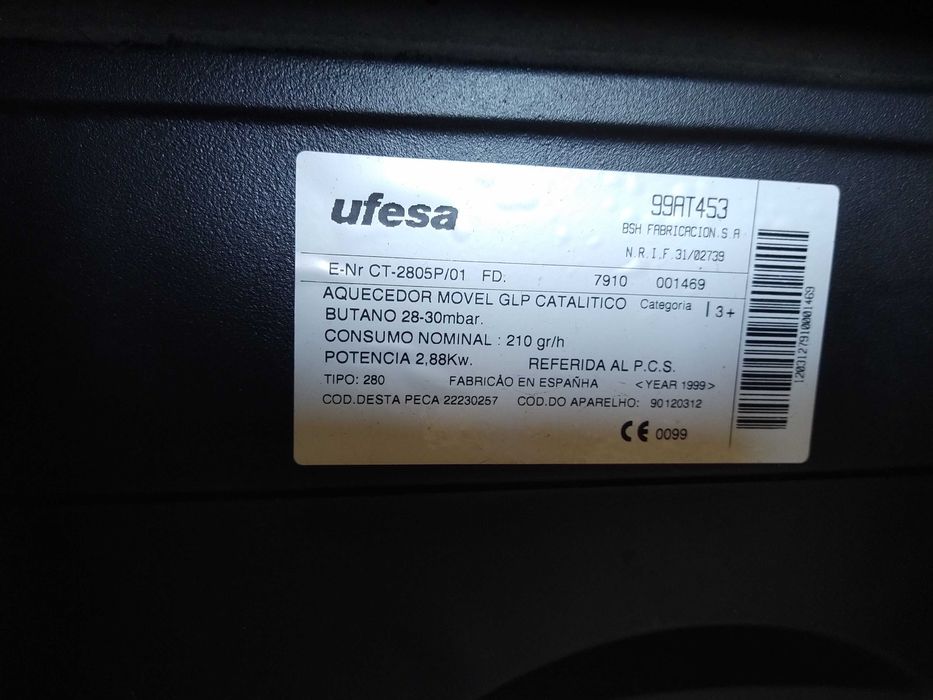 ufesa
99AT453
BSH FABRICACION.S.A
N.R.I.F.31/02739
E-Nr CT-2805P/01 FD: 7910 001469
AQUECEDOR MOVEL GLP CATALITICO Categoria I 3+
BUTANO 28-30mbar.
CONSUMO NOMINAL : 210 gr/h
POTENCIA 2,88Kw. REFERIDA AL P.C.S.
TIPO: 280 FABRICÃO EN ESPAÑHA <YEAR 1999>
COD.DESTA PECA 22230257 COD.DO APARELHO: 90120312
CE 0099
1203127910001469